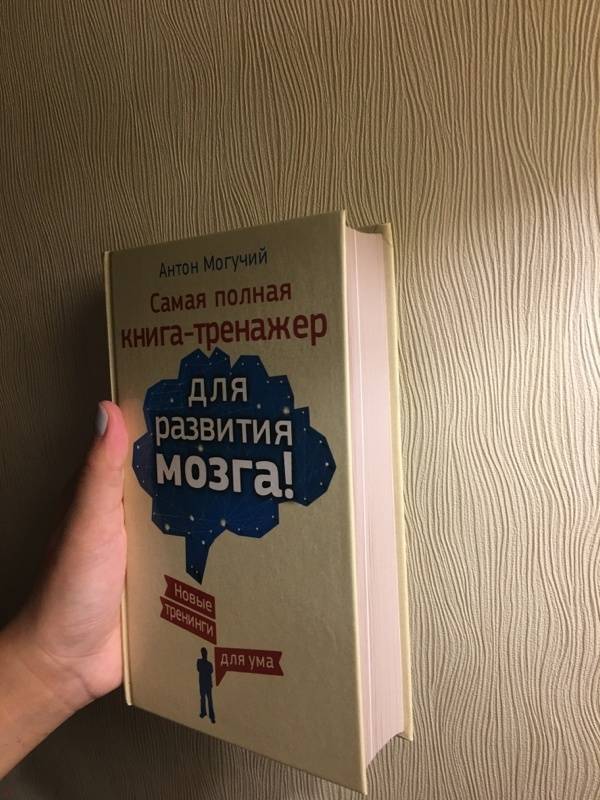 Антон Могучий
Самая полная
книга-тренажер
для
развития
мозга!
Новые
тренинги
для ума